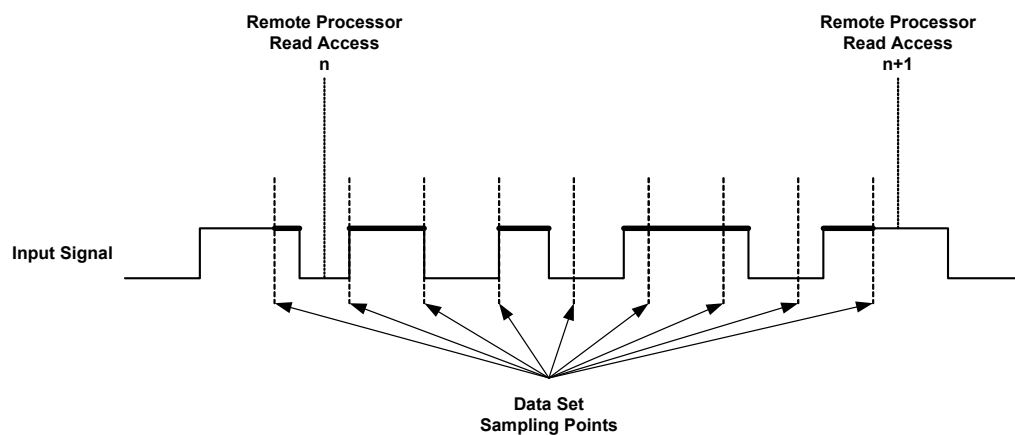 Remote Processor
Read Access
n
Remote Processor
Read Access
n+1
Input Signal
Data Set
Sampling Points